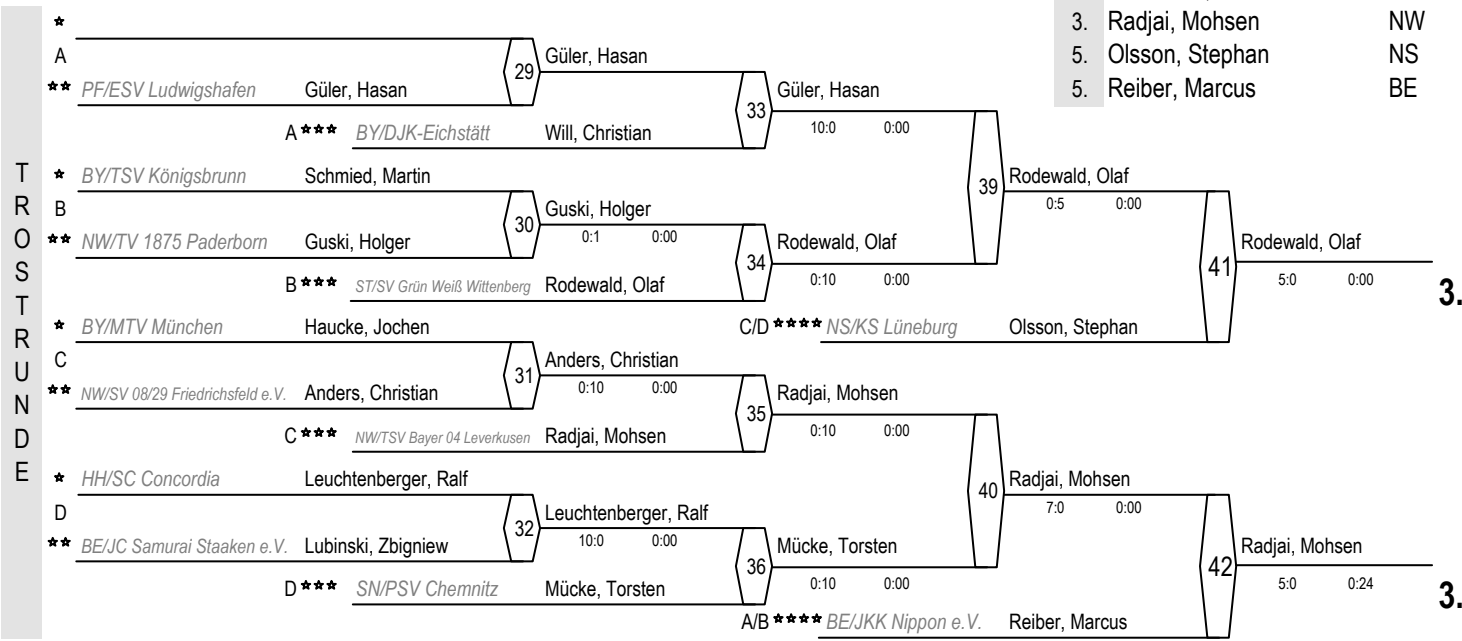 3. Radjai, Mohsen NW
5. Olsson, Stephan NS
5. Reiber, Marcus BE
TROSTRUNDE
*
A
** PF/ESV Ludwigshafen Güler, Hasan
29
Güler, Hasan
A *** BY/DJK-Eichstätt Will, Christian
33
Güler, Hasan
10:0 0:00
* BY/TSV Königsbrunn Schmied, Martin
B
** NW/TV 1875 Paderborn Guski, Holger
30
Guski, Holger
0:1 0:00
B *** ST/SV Grün Weiß Wittenberg Rodewald, Olaf
34
Rodewald, Olaf
0:10 0:00
39
Rodewald, Olaf
0:5 0:00
C/D **** NS/KS Lüneburg Olsson, Stephan
41
Rodewald, Olaf
5:0 0:00
3.
* BY/MTV München Haucke, Jochen
C
** NW/SV 08/29 Friedrichsfeld e.V. Anders, Christian
31
Anders, Christian
0:10 0:00
C *** NW/TSV Bayer 04 Leverkusen Radjai, Mohsen
35
Radjai, Mohsen
0:10 0:00
* HH/SC Concordia Leuchtenberger, Ralf
D
** BE/JC Samurai Staaken e.V. Lubinski, Zbigniew
32
Leuchtenberger, Ralf
10:0 0:00
D *** SN/PSV Chemnitz Mücke, Torsten
36
Mücke, Torsten
0:10 0:00
40
Radjai, Mohsen
7:0 0:00
A/B **** BE/JKK Nippon e.V. Reiber, Marcus
42
Radjai, Mohsen
5:0 0:24
3.